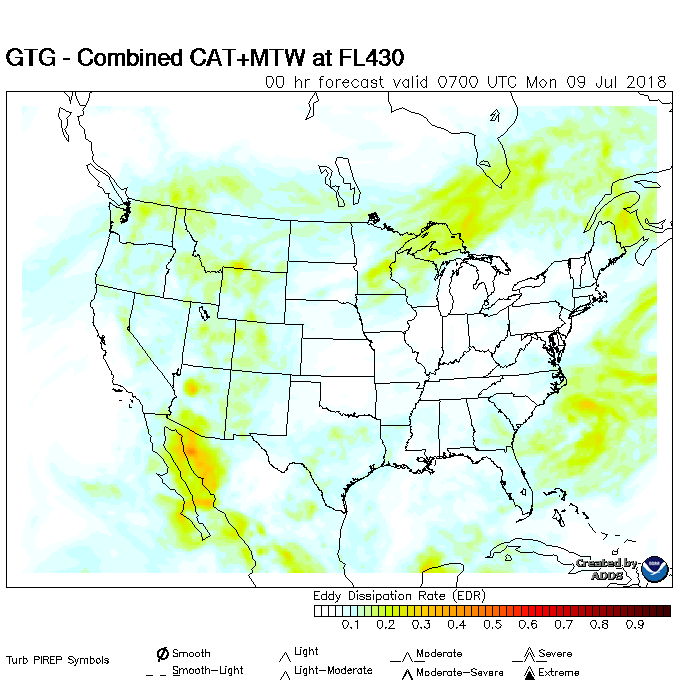 GTG - Combined CAT+MTW at FL430
00 hr forecast valid 0700 UTC Mon 09 Jul 2018
Created by
ADDS
Eddy Dissipation Rate (EDR)
0.1 0.2 0.3 0.4 0.5 0.6 0.7 0.8 0.9
Turb PIREP Symbols
Smooth Light Moderate Severe
Smooth-Light Light-Moderate Moderate-Severe Extreme